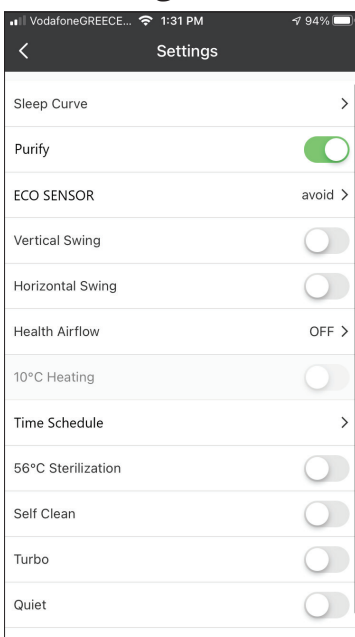 VodafoneGREECE... 1:31 PM 94%
Settings
Sleep Curve
Purify
ECO SENSOR avoid
Vertical Swing
Horizontal Swing
Health Airflow OFF
10°C Heating
Time Schedule
56°C Sterilization
Self Clean
Turbo
Quiet